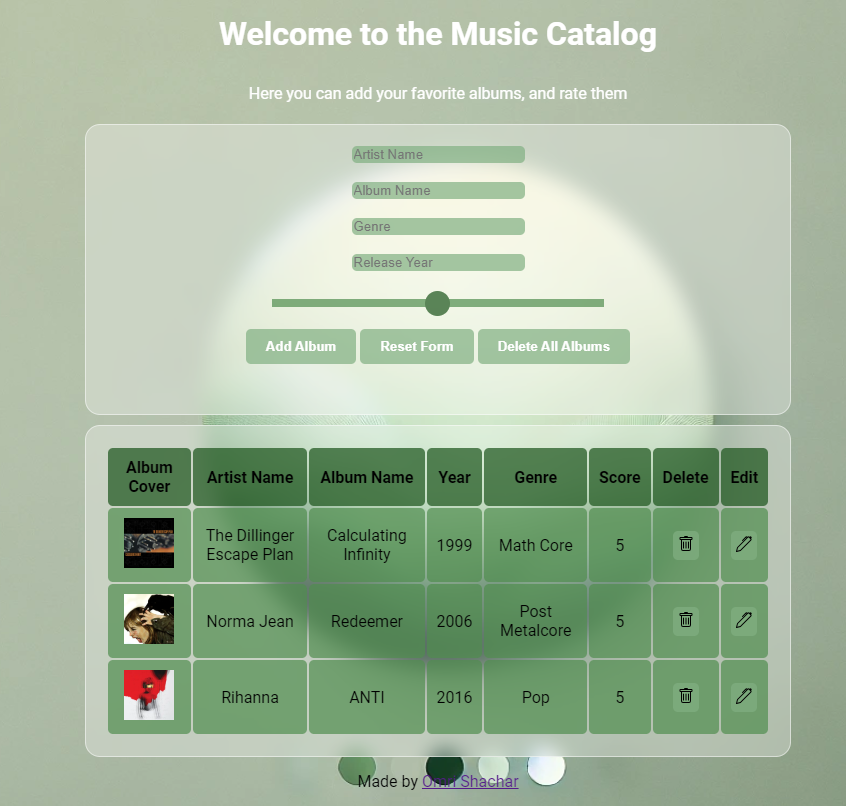 Welcome to the Music Catalog
Here you can add your favorite albums, and rate them
Artist Name
Album Name
Genre
Release Year
Add Album Reset Form Delete All Albums
Album Cover Artist Name Album Name Year Genre Score Delete Edit
The Dillinger Escape Plan Calculating Infinity 1999 Math Core 5
Norma Jean Redeemer 2006 Post Metalcore 5
Rihanna ANTI 2016 Pop 5
Made by Omri Shachar